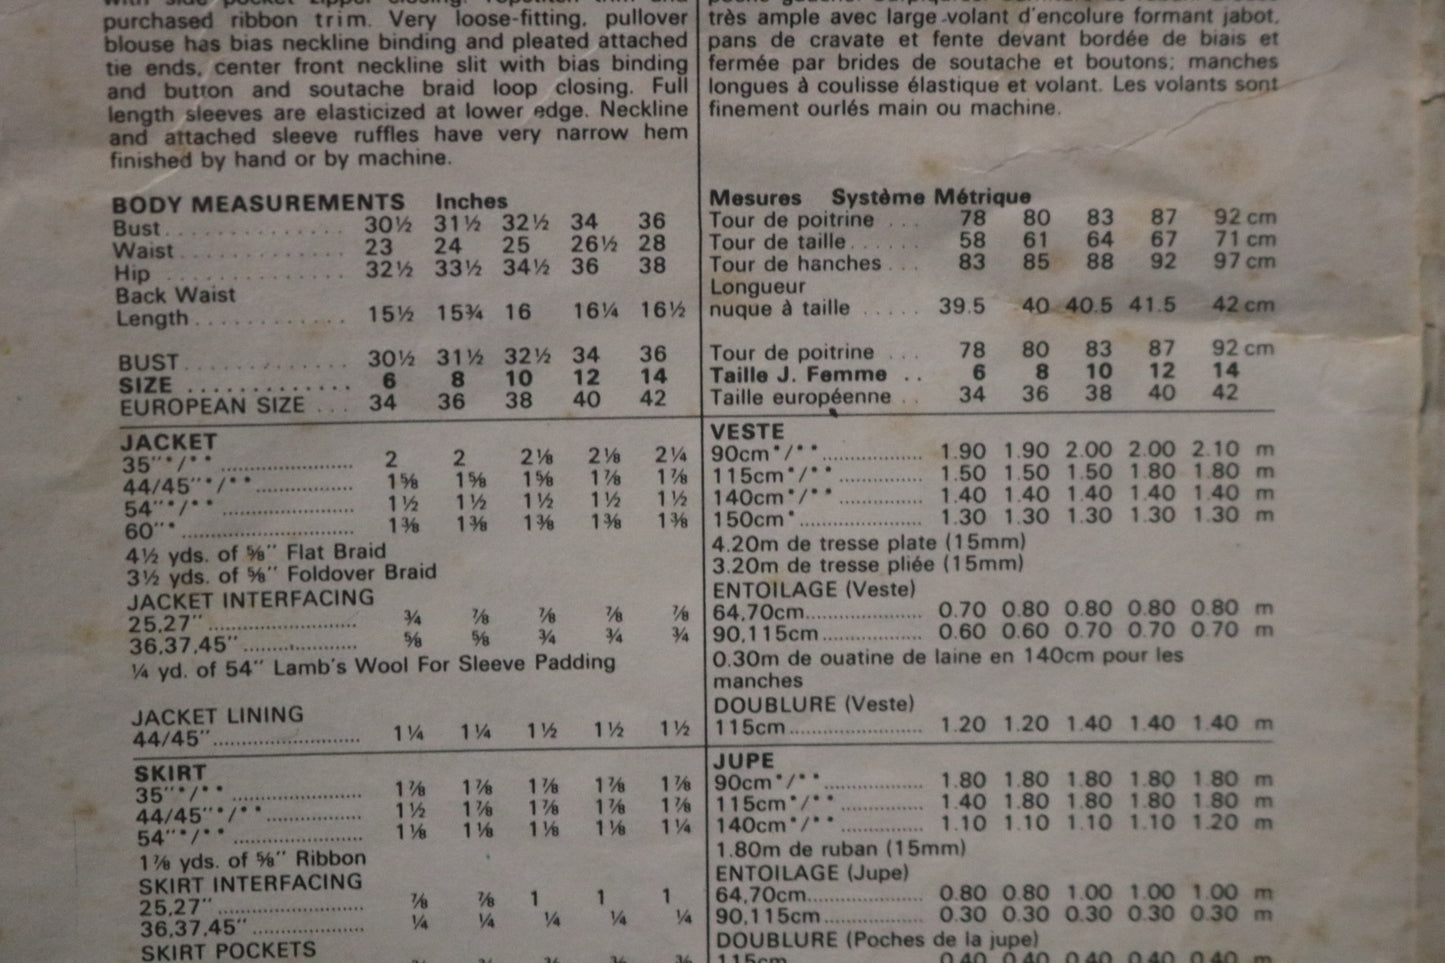 purchased ribbon trim. Very loose-fitting, pullover
blouse has bias neckline binding and pleated attached
tie ends, center front neckline slit with bias binding
and button and soutache braid loop closing. Full
length sleeves are elasticized at lower edge. Neckline
and attached sleeve ruffles have very narrow hem
finished by hand or by machine.
BODY MEASUREMENTS Inches
Bust 30½ 31½ 32½ 34 36
Waist 23 24 25 26½ 28
Hip 32½ 33½ 34½ 36 38
Back Waist
Length 15½ 15¾ 16 16¼ 16½
BUST 30½ 31½ 32½ 34 36
SIZE 6 8 10 12 14
EUROPEAN SIZE 34 36 38 40 42
JACKET
35"*/** 2 2 2⅛ 2⅛ 2¼
44/45"*/** 1⅝ 1⅝ 1⅝ 1⅞ 1⅞
54"*/** 1½ 1½ 1½ 1½ 1½
60"* 1⅜ 1⅜ 1⅜ 1⅜ 1⅜
4½ yds. of ⅝" Flat Braid
3½ yds. of ⅝" Foldover Braid
JACKET INTERFACING
25,27" ¾ ⅞ ⅞ ⅞ ⅞
36,37,45" ⅝ ⅝ ¾ ¾ ¾
¼ yd. of 54" Lamb's Wool For Sleeve Padding
JACKET LINING
44/45" 1¼ 1¼ 1½ 1½ 1½
SKIRT
35"*/** 1⅞ 1⅞ 1⅞ 1⅞ 1⅞
44/45"*/** 1½ 1⅞ 1⅞ 1⅞ 1⅞
54"*/** 1⅛ 1⅛ 1⅛ 1⅛ 1¼
1⅞ yds. of ⅝" Ribbon
SKIRT INTERFACING
25,27" ⅞ ⅞ 1 1 1
36,37,45" ¼ ¼ ¼ ¼ ¼
SKIRT POCKETS
très ample avec large volant d'encolure formant jabot,
pans de cravate et fente devant bordée de biais et
fermée par brides de soutache et boutons; manches
longues à coulisse élastique et volant. Les volants sont
finement ourlés main ou machine.
Mesures Système Métrique
Tour de poitrine 78 80 83 87 92 cm
Tour de taille 58 61 64 67 71 cm
Tour de hanches 83 85 88 92 97 cm
Longueur
nuque à taille 39.5 40 40.5 41.5 42 cm
Tour de poitrine 78 80 83 87 92 cm
Taille J. Femme 6 8 10 12 14
Taille européenne 34 36 38 40 42
VESTE
90cm*/** 1.90 1.90 2.00 2.00 2.10 m
115cm*/** 1.50 1.50 1.50 1.80 1.80 m
140cm*/** 1.40 1.40 1.40 1.40 1.40 m
150cm* 1.30 1.30 1.30 1.30 1.30 m
4.20m de tresse plate (15mm)
3.20m de tresse pliée (15mm)
ENTOILAGE (Veste)
64,70cm 0.70 0.80 0.80 0.80 0.80 m
90,115cm 0.60 0.60 0.70 0.70 0.70 m
0.30m de ouatine de laine en 140cm pour les
manches
DOUBLURE (Veste)
115cm 1.20 1.20 1.40 1.40 1.40 m
JUPE
90cm*/** 1.80 1.80 1.80 1.80 1.80 m
115cm*/** 1.40 1.80 1.80 1.80 1.80 m
140cm*/** 1.10 1.10 1.10 1.10 1.20 m
1.80m de ruban (15mm)
ENTOILAGE (Jupe)
64,70cm 0.80 0.80 1.00 1.00 1.00 m
90,115cm 0.30 0.30 0.30 0.30 0.30 m
DOUBLURE (Poches de la jupe)
115cm 0.40 0.40 0.40 0.40 0.40 m